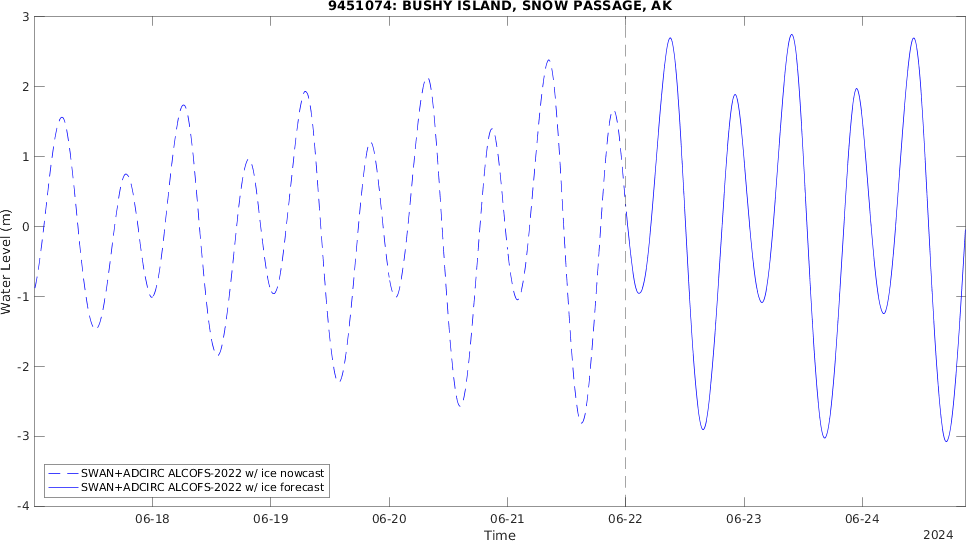 9451074: BUSHY ISLAND, SNOW PASSAGE, AK
3
2
1
0
-1
-2
-3
-4
Water Level (m)
SWAN+ADCIRC ALCOFS-2022 w/ ice nowcast
SWAN+ADCIRC ALCOFS-2022 w/ ice forecast
06-18 06-19 06-20 06-21 06-22 06-23 06-24
Time
2024